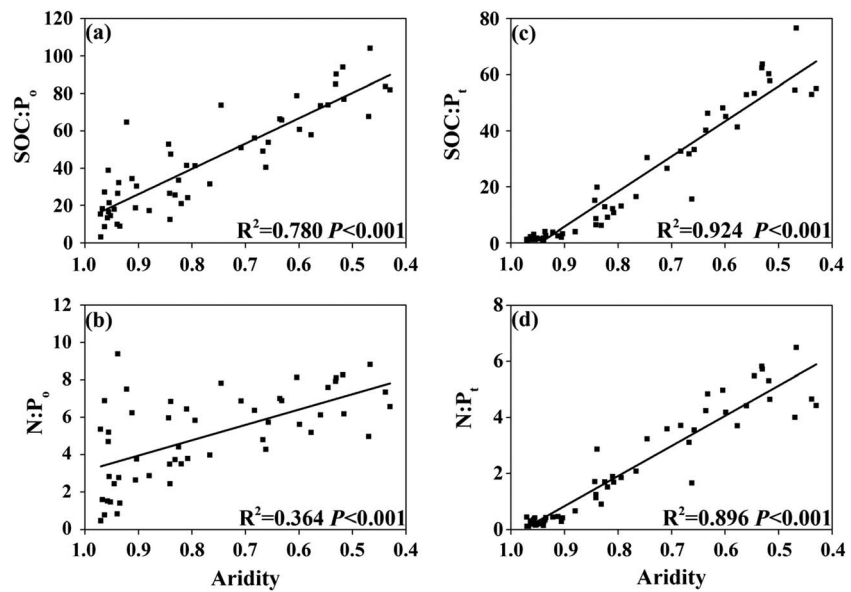 (a)
SOC:Po
120
100
80
60
40
20
0
1.0 0.9 0.8 0.7 0.6 0.5 0.4
R²=0.780 P<0.001
(c)
SOC:Pt
80
60
40
20
0
1.0 0.9 0.8 0.7 0.6 0.5 0.4
R²=0.924 P<0.001
(b)
N:Po
12
10
8
6
4
2
0
1.0 0.9 0.8 0.7 0.6 0.5 0.4
R²=0.364 P<0.001
Aridity
(d)
N:Pt
8
6
4
2
0
1.0 0.9 0.8 0.7 0.6 0.5 0.4
R²=0.896 P<0.001
Aridity